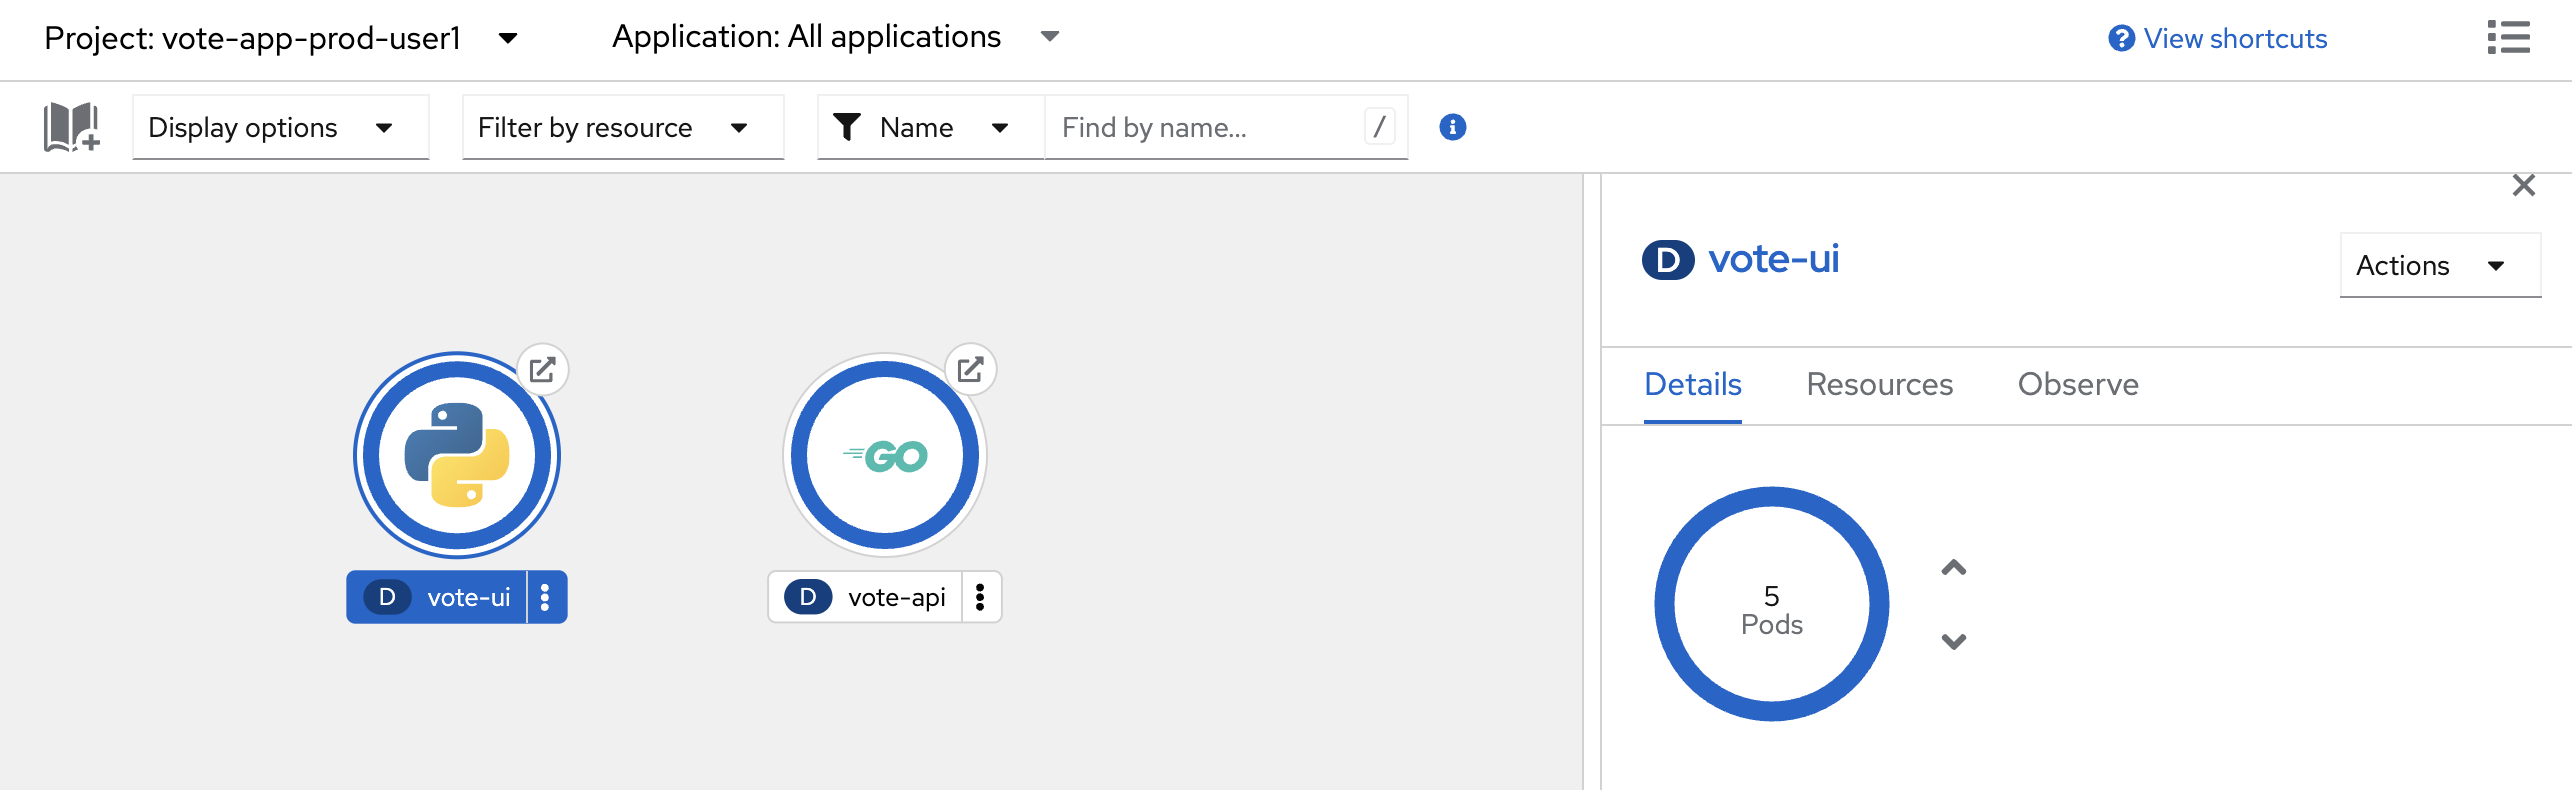 Project: vote-app-prod-user1
Application: All applications
View shortcuts
Display options
Filter by resource
Name
Find by name...
/
D vote-ui
Actions
Details
Resources
Observe
GO
D vote-ui
D vote-api
5
Pods